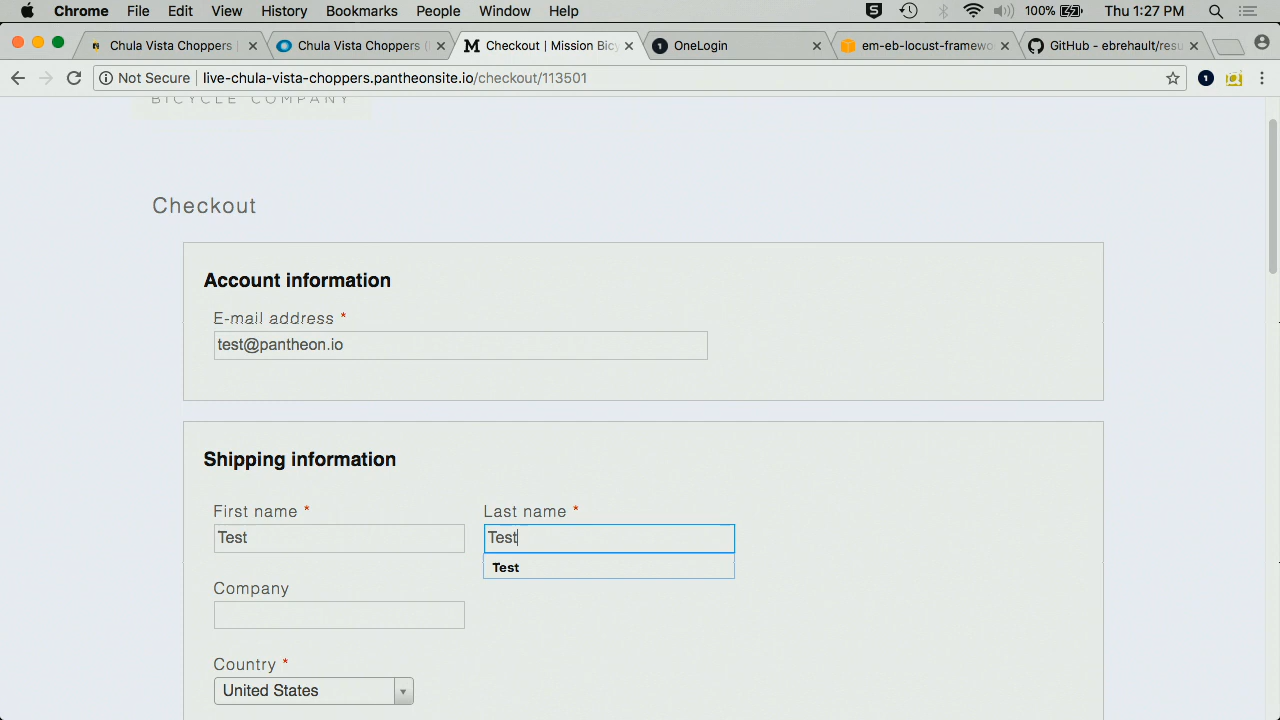 Chrome File Edit View History Bookmarks People Window Help 100% Thu 1:27 PM
Chula Vista Choppers | Chula Vista Choppers ( Checkout | Mission Bicy OneLogin em-eb-locust-framewo GitHub - ebrehault/resu
Not Secure | live-chula-vista-choppers.pantheonsite.io/checkout/113501
BICYCLE COMPANY
Checkout
Account information
E-mail address *
test@pantheon.io
Shipping information
First name * Last name *
Test Test
Test
Company
Country *
United States